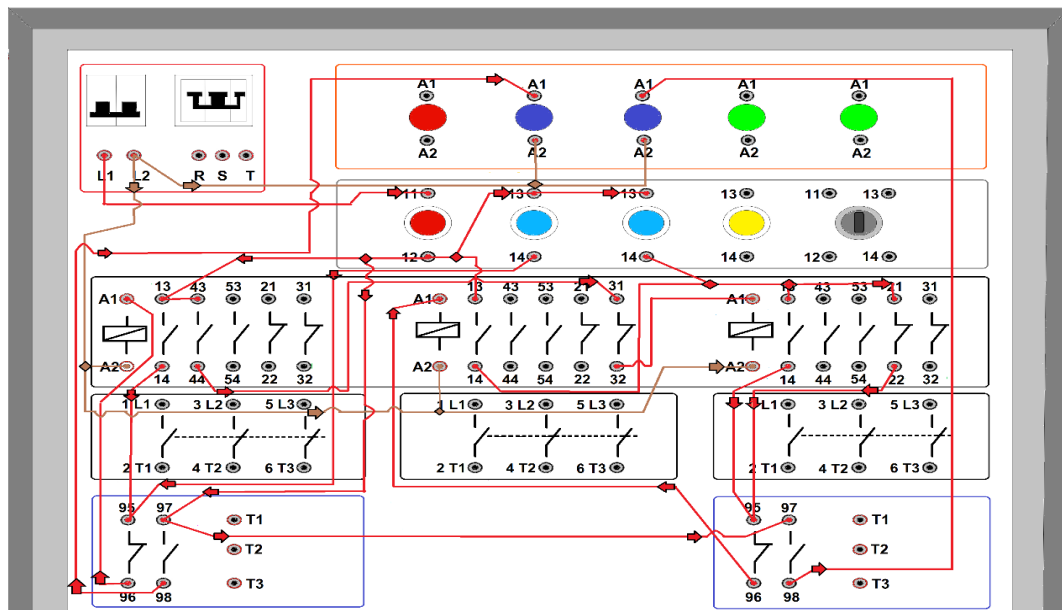 A1 A1 A1 A1 A1
A2 A2 A2 A2 A2
L1 L2 R S T
11 13 13 13 11 13
12 14 14 14 12 14
13 43 53 21 31 13 43 53 21 31 13 43 53 21 31
A1 A1 A1
A2 A2 A2
14 44 54 22 32 14 44 54 22 32 14 44 54 22 32
1 L1 3 L2 5 L3 1 L1 3 L2 5 L3 L1 3 L2 5 L3
2 T1 4 T2 6 T3 2 T1 4 T2 6 T3 2 T1 4 T2 6 T3
95 97 T1 95 97 T1
T2 T2
96 98 T3 96 98 T3